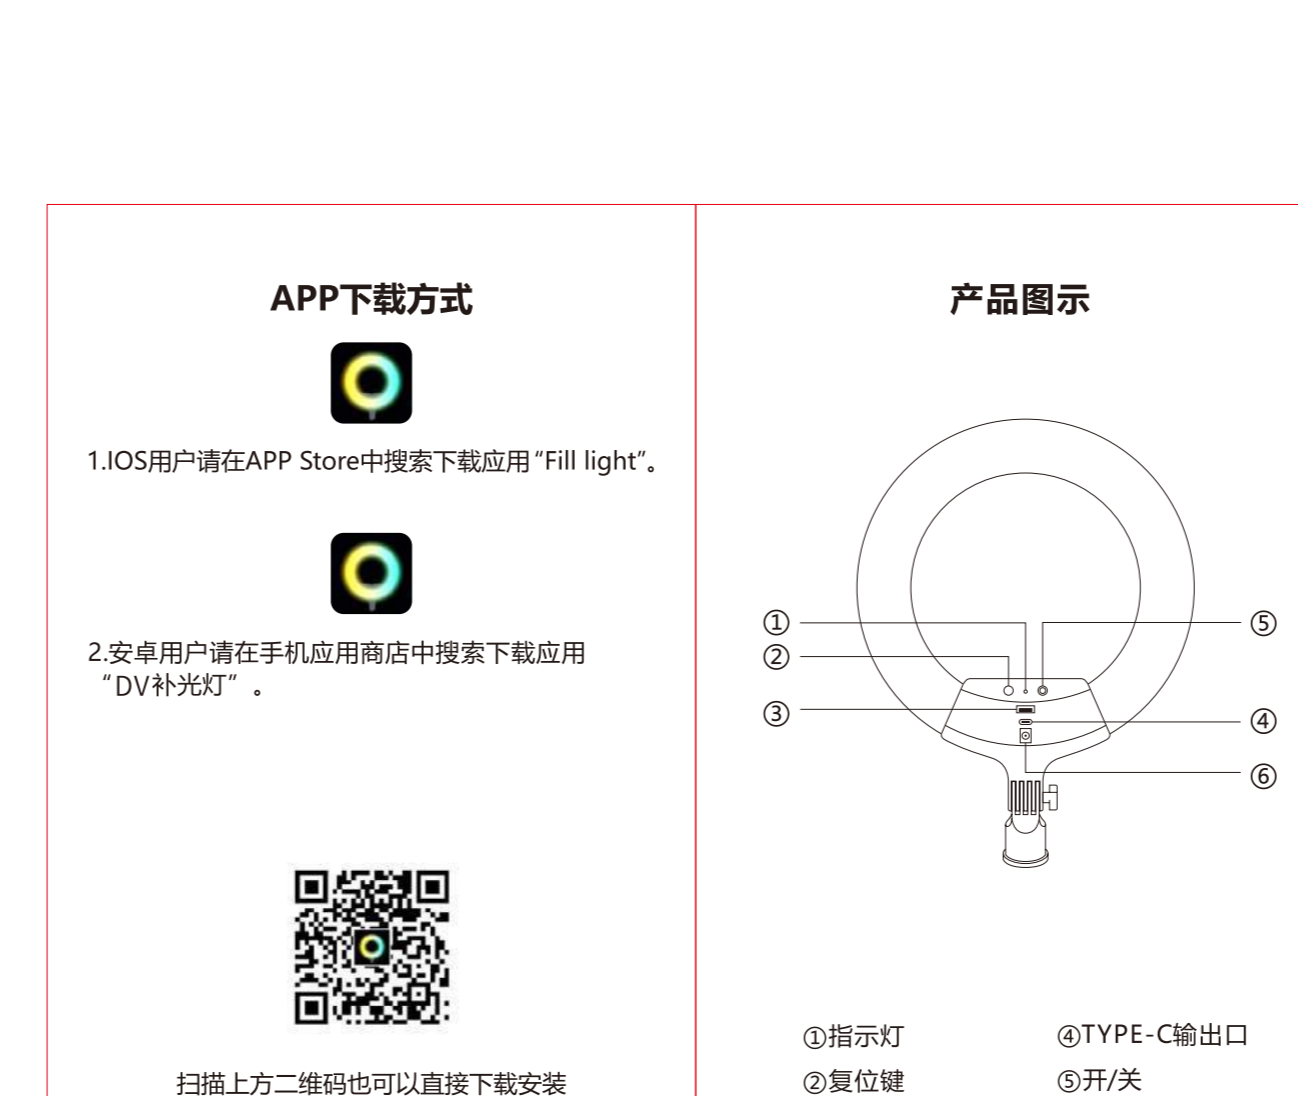 APP下载方式
1.IOS用户请在APP Store中搜索下载应用“Fill light”。
2.安卓用户请在手机应用商店中搜索下载应用
“DV补光灯”。
扫描上方二维码也可以直接下载安装
产品图示
①
②
③
⑤
④
⑥
①指示灯
④TYPE-C输出口
②复位键
⑤开/关